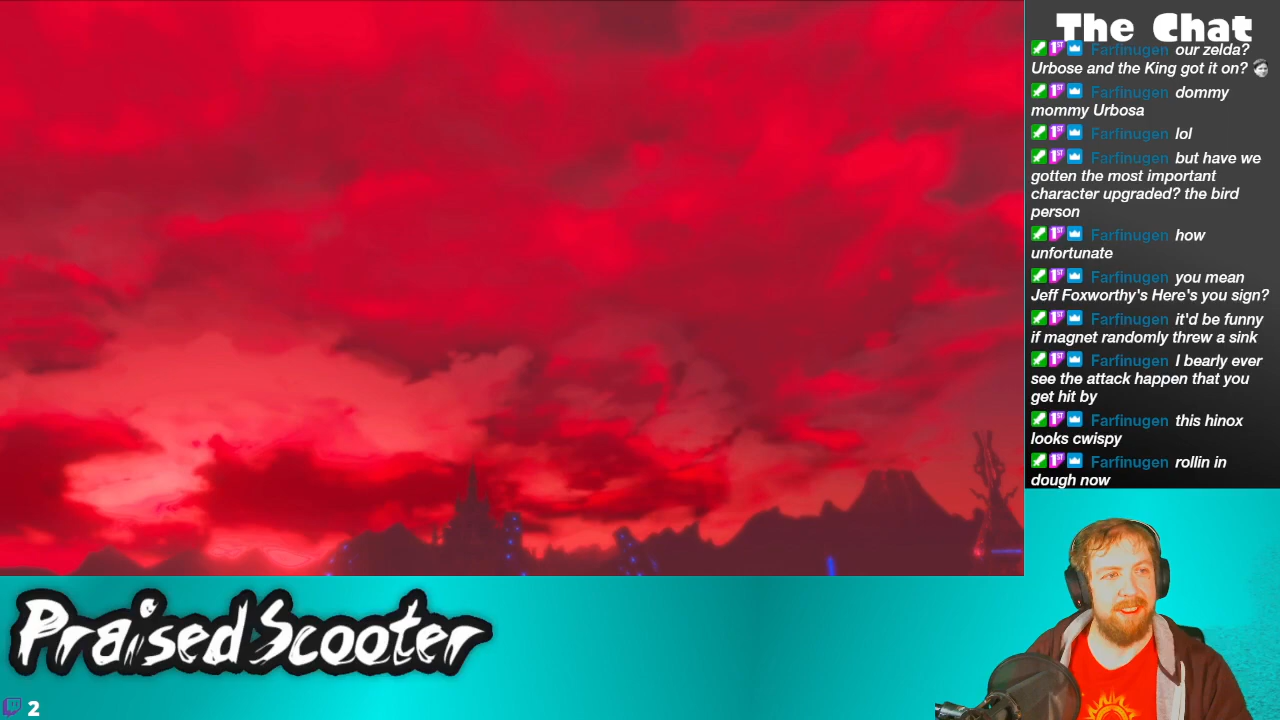 The Chat
Farfinugen our zelda?
Urbose and the King got it on?
Farfinugen dommy
mommy Urbosa
Farfinugen lol
Farfinugen but have we
gotten the most important
character upgraded? the bird
person
Farfinugen how
unfortunate
Farfinugen you mean
Jeff Foxworthy's Here's you sign?
Farfinugen it'd be funny
if magnet randomly threw a sink
Farfinugen I bearly ever
see the attack happen that you
get hit by
Farfinugen this hinox
looks cwispy
Farfinugen rollin in
dough now
PraisedScooter
2